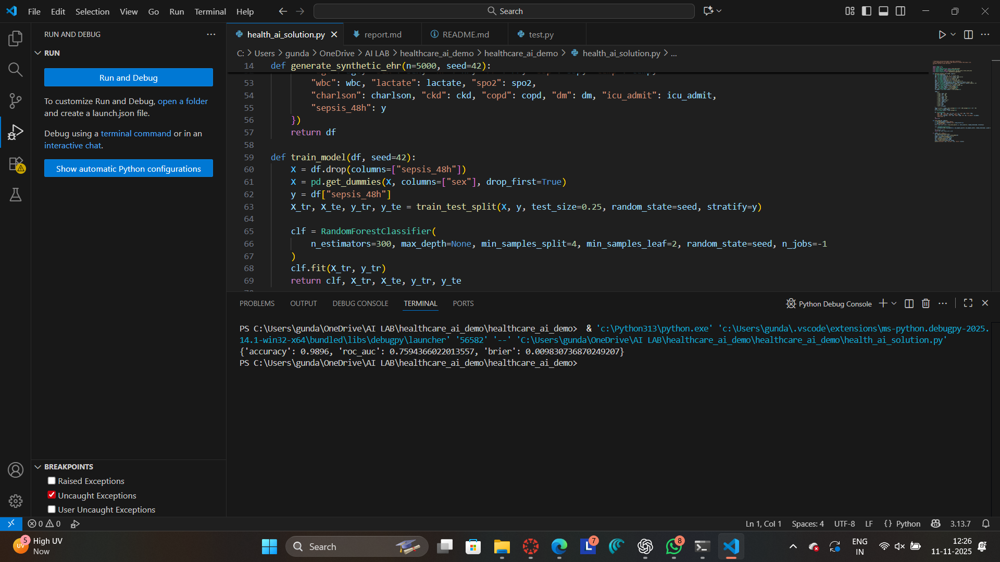 File Edit Selection View Go Run Terminal Help
Search
RUN AND DEBUG
RUN
Run and Debug
To customize Run and Debug, open a folder
and create a launch.json file.
Debug using a terminal command or in an
interactive chat.
Show automatic Python configurations
BREAKPOINTS
Raised Exceptions
Uncaught Exceptions
User Uncaught Exceptions
health_ai_solution.py
report.md
README.md
test.py
C: > Users > gunda > OneDrive > AI LAB > healthcare_ai_demo > healthcare_ai_demo > health_ai_solution.py > ...
14 def generate_synthetic_ehr(n=5000, seed=42):
53 "wbc": wbc, "lactate": lactate, "spo2": spo2,
54 "charlson": charlson, "ckd": ckd, "copd": copd, "dm": dm, "icu_admit": icu_admit,
55 "sepsis_48h": y
56 })
57 return df
58
59 def train_model(df, seed=42):
60 X = df.drop(columns=["sepsis_48h"])
61 X = pd.get_dummies(X, columns=["sex"], drop_first=True)
62 y = df["sepsis_48h"]
63 X_tr, X_te, y_tr, y_te = train_test_split(X, y, test_size=0.25, random_state=seed, stratify=y)
64
65 clf = RandomForestClassifier(
66 n_estimators=300, max_depth=None, min_samples_split=4, min_samples_leaf=2, random_state=seed, n_jobs=-1
67 )
68 clf.fit(X_tr, y_tr)
69 return clf, X_tr, X_te, y_tr, y_te
PROBLEMS OUTPUT DEBUG CONSOLE TERMINAL PORTS
Python Debug Console
PS C:\Users\gunda\OneDrive\AI LAB\healthcare_ai_demo\healthcare_ai_demo> & 'c:\Python313\python.exe' 'c:\Users\gunda\.vscode\extensions\ms-python.debugpy-2025.
14.1-win32-x64\bundled\libs\debugpy\launcher' '56582' '--' 'C:\Users\gunda\OneDrive\AI LAB\healthcare_ai_demo\healthcare_ai_demo\health_ai_solution.py'
{'accuracy': 0.9896, 'roc_auc': 0.7594366022013557, 'brier': 0.009830736870249207}
PS C:\Users\gunda\OneDrive\AI LAB\healthcare_ai_demo\healthcare_ai_demo>
0 0
Ln 1, Col 1 Spaces: 4 UTF-8 LF {} Python 3.13.7
UV 5 High UV
Now
Search
L 7
8
ENG
IN
12:26
11-11-2025